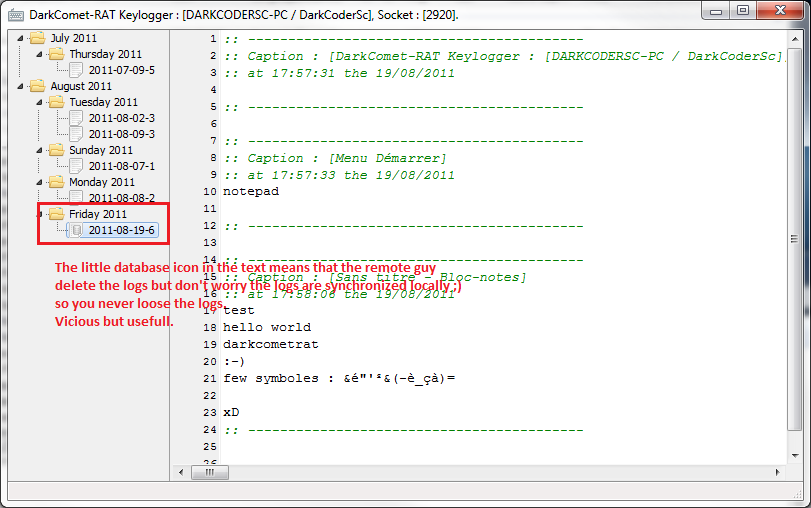 DarkComet-RAT Keylogger : [DARKCODERSC-PC / DarkCoderSc], Socket : [2920].
July 2011
Thursday 2011
2011-07-09-5
August 2011
Tuesday 2011
2011-08-02-3
2011-08-09-3
Sunday 2011
2011-08-07-1
Monday 2011
2011-08-08-2
Friday 2011
2011-08-19-6
The little database icon in the text means that the remote guy
delete the logs but don't worry the logs are synchronized locally ;)
so you never loose the logs.
Vicious but usefull.
1 :: ------------------------------------------
2 :: Caption : [DarkComet-RAT Keylogger : [DARKCODERSC-PC / DarkCoderSc],
3 :: at 17:57:31 the 19/08/2011
4
5 :: ------------------------------------------
6
7 :: ------------------------------------------
8 :: Caption : [Menu Démarrer]
9 :: at 17:57:33 the 19/08/2011
10 notepad
11
12 :: ------------------------------------------
13
14 :: ------------------------------------------
15 :: Caption : [Sans titre - Bloc-notes]
16 :: at 17:58:06 the 19/08/2011
17 test
18 hello world
19 darkcometrat
20 :-)
21 few symboles : &é"'²&(-è_çà)=
22
23 xD
24 :: ------------------------------------------
25
26